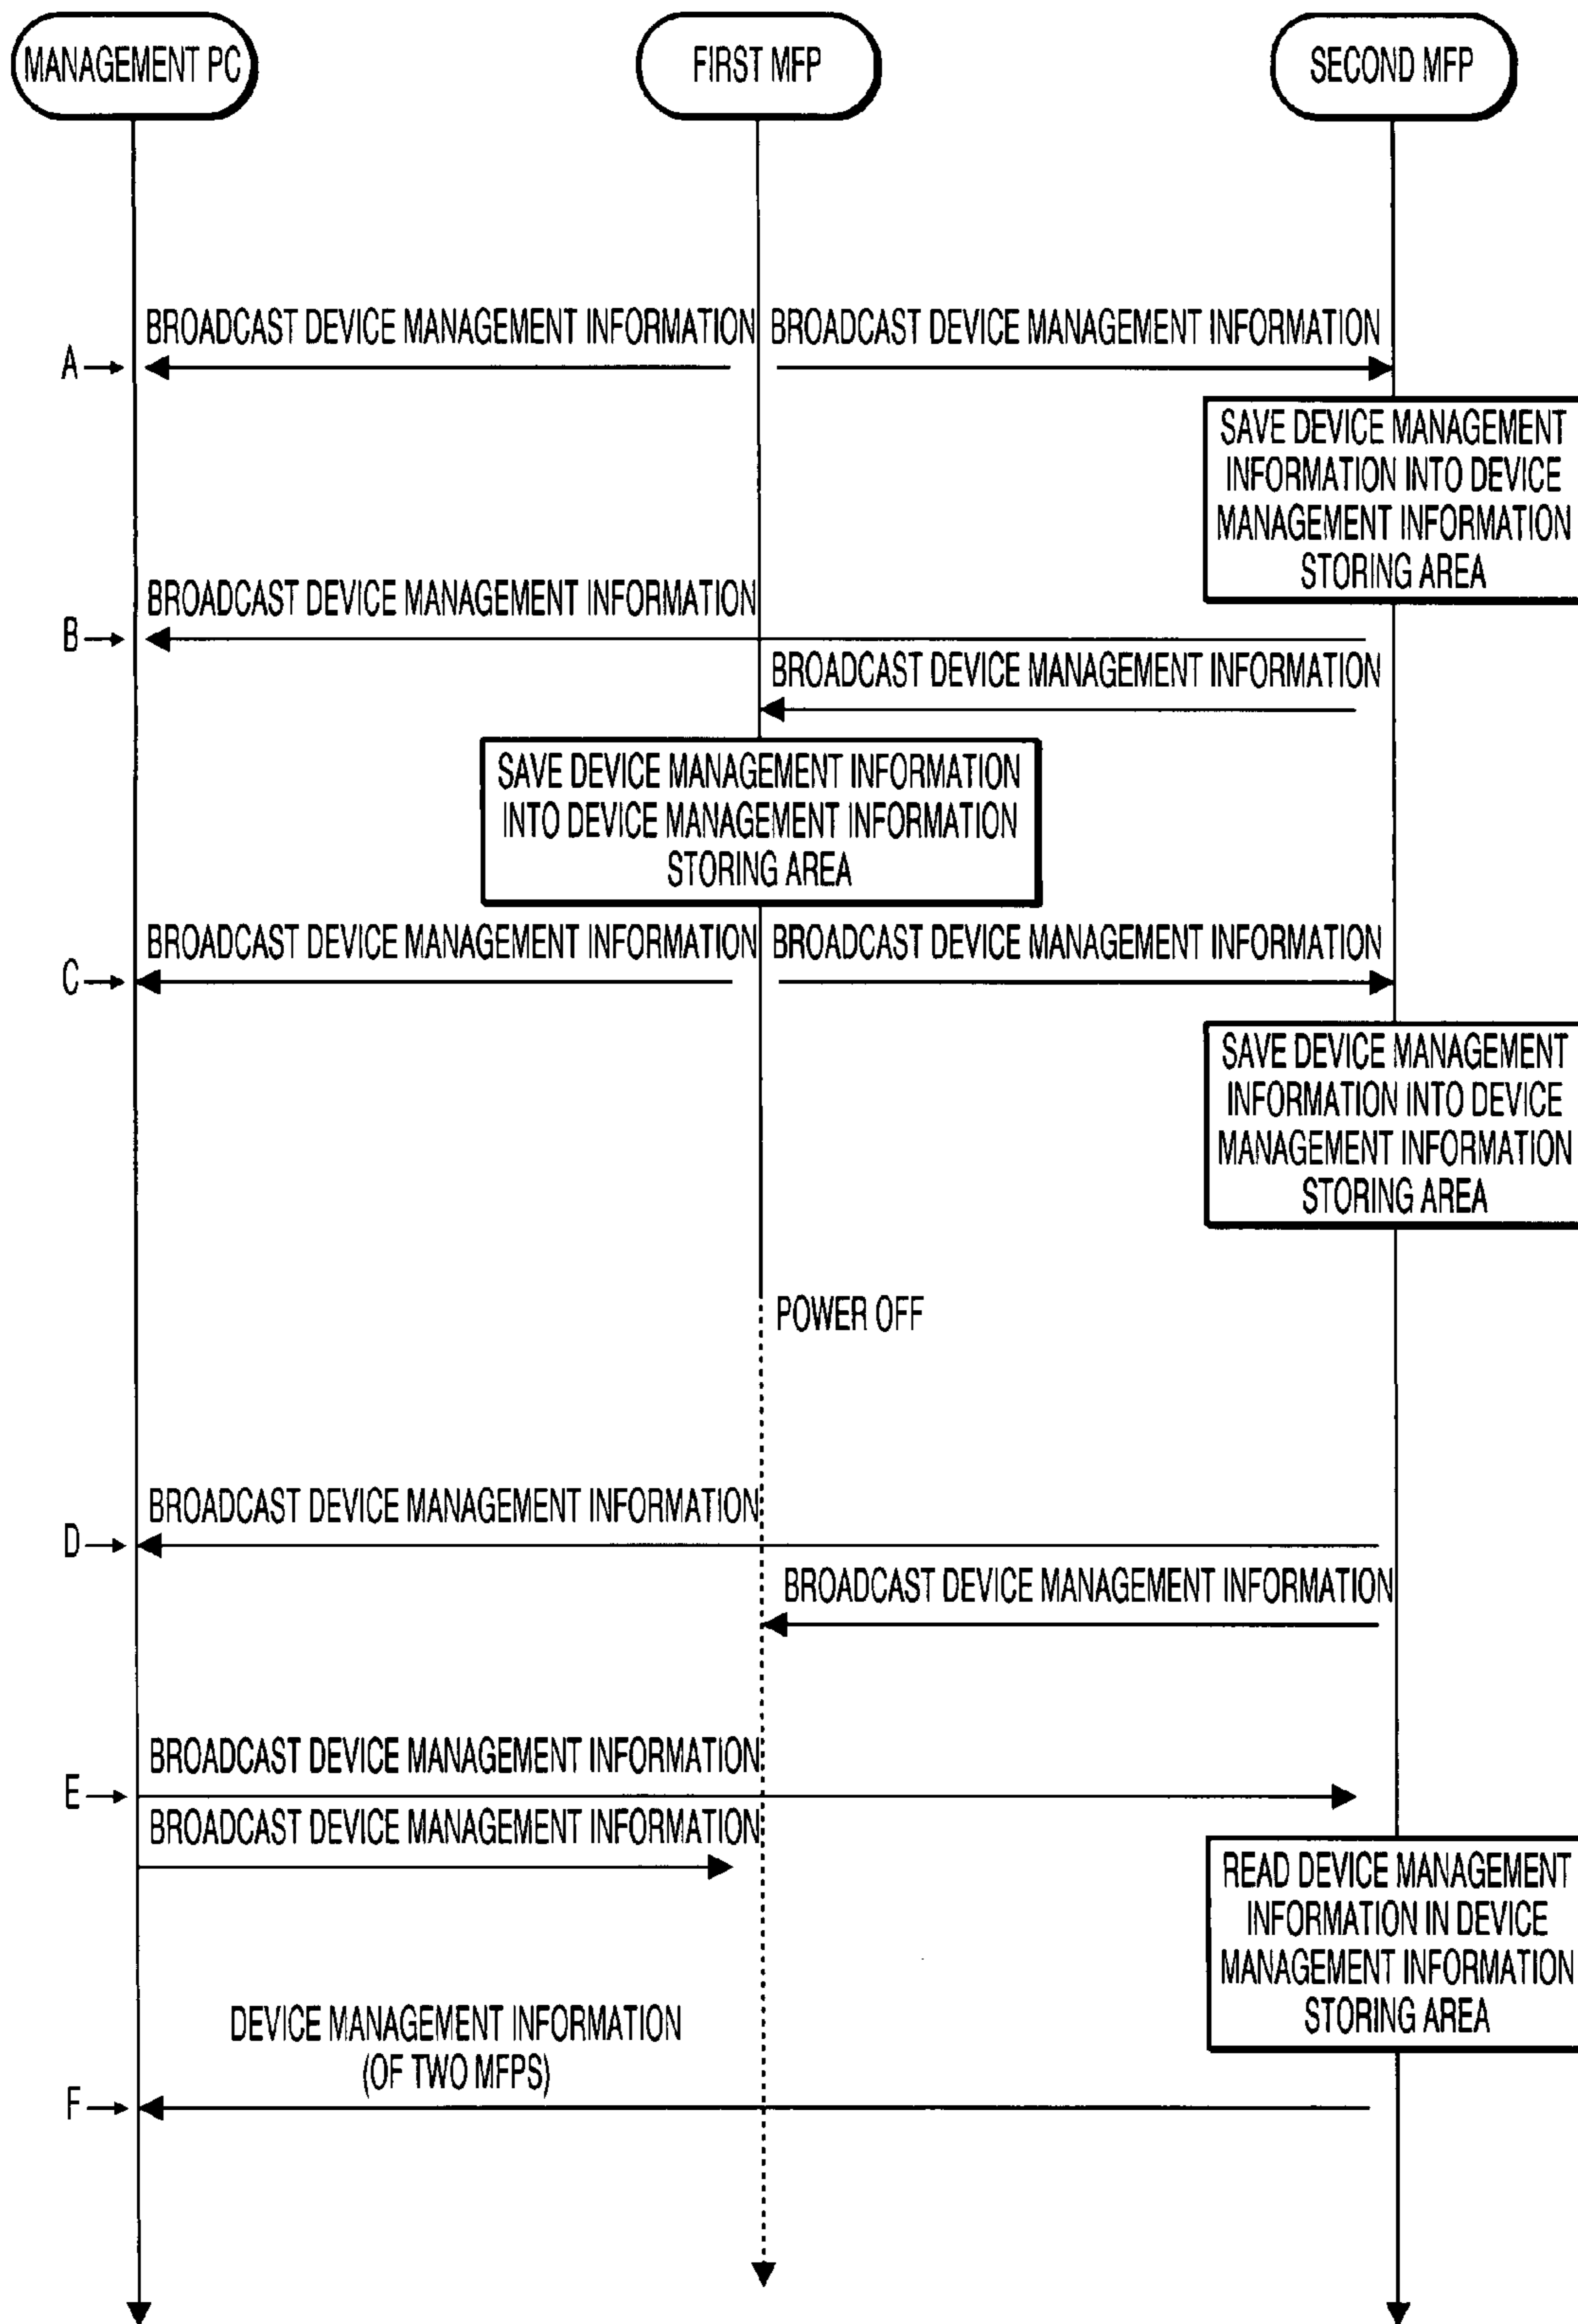 MANAGEMENT PC
FIRST MFP
SECOND MFP
BROADCAST DEVICE MANAGEMENT INFORMATION
BROADCAST DEVICE MANAGEMENT INFORMATION
A
SAVE DEVICE MANAGEMENT
INFORMATION INTO DEVICE
MANAGEMENT INFORMATION
STORING AREA
BROADCAST DEVICE MANAGEMENT INFORMATION
B
BROADCAST DEVICE MANAGEMENT INFORMATION
SAVE DEVICE MANAGEMENT INFORMATION
INTO DEVICE MANAGEMENT INFORMATION
STORING AREA
BROADCAST DEVICE MANAGEMENT INFORMATION
BROADCAST DEVICE MANAGEMENT INFORMATION
C
SAVE DEVICE MANAGEMENT
INFORMATION INTO DEVICE
MANAGEMENT INFORMATION
STORING AREA
POWER OFF
BROADCAST DEVICE MANAGEMENT INFORMATION
D
BROADCAST DEVICE MANAGEMENT INFORMATION
BROADCAST DEVICE MANAGEMENT INFORMATION
E
BROADCAST DEVICE MANAGEMENT INFORMATION
READ DEVICE MANAGEMENT
INFORMATION IN DEVICE
MANAGEMENT INFORMATION
STORING AREA
DEVICE MANAGEMENT INFORMATION
(OF TWO MFPS)
F